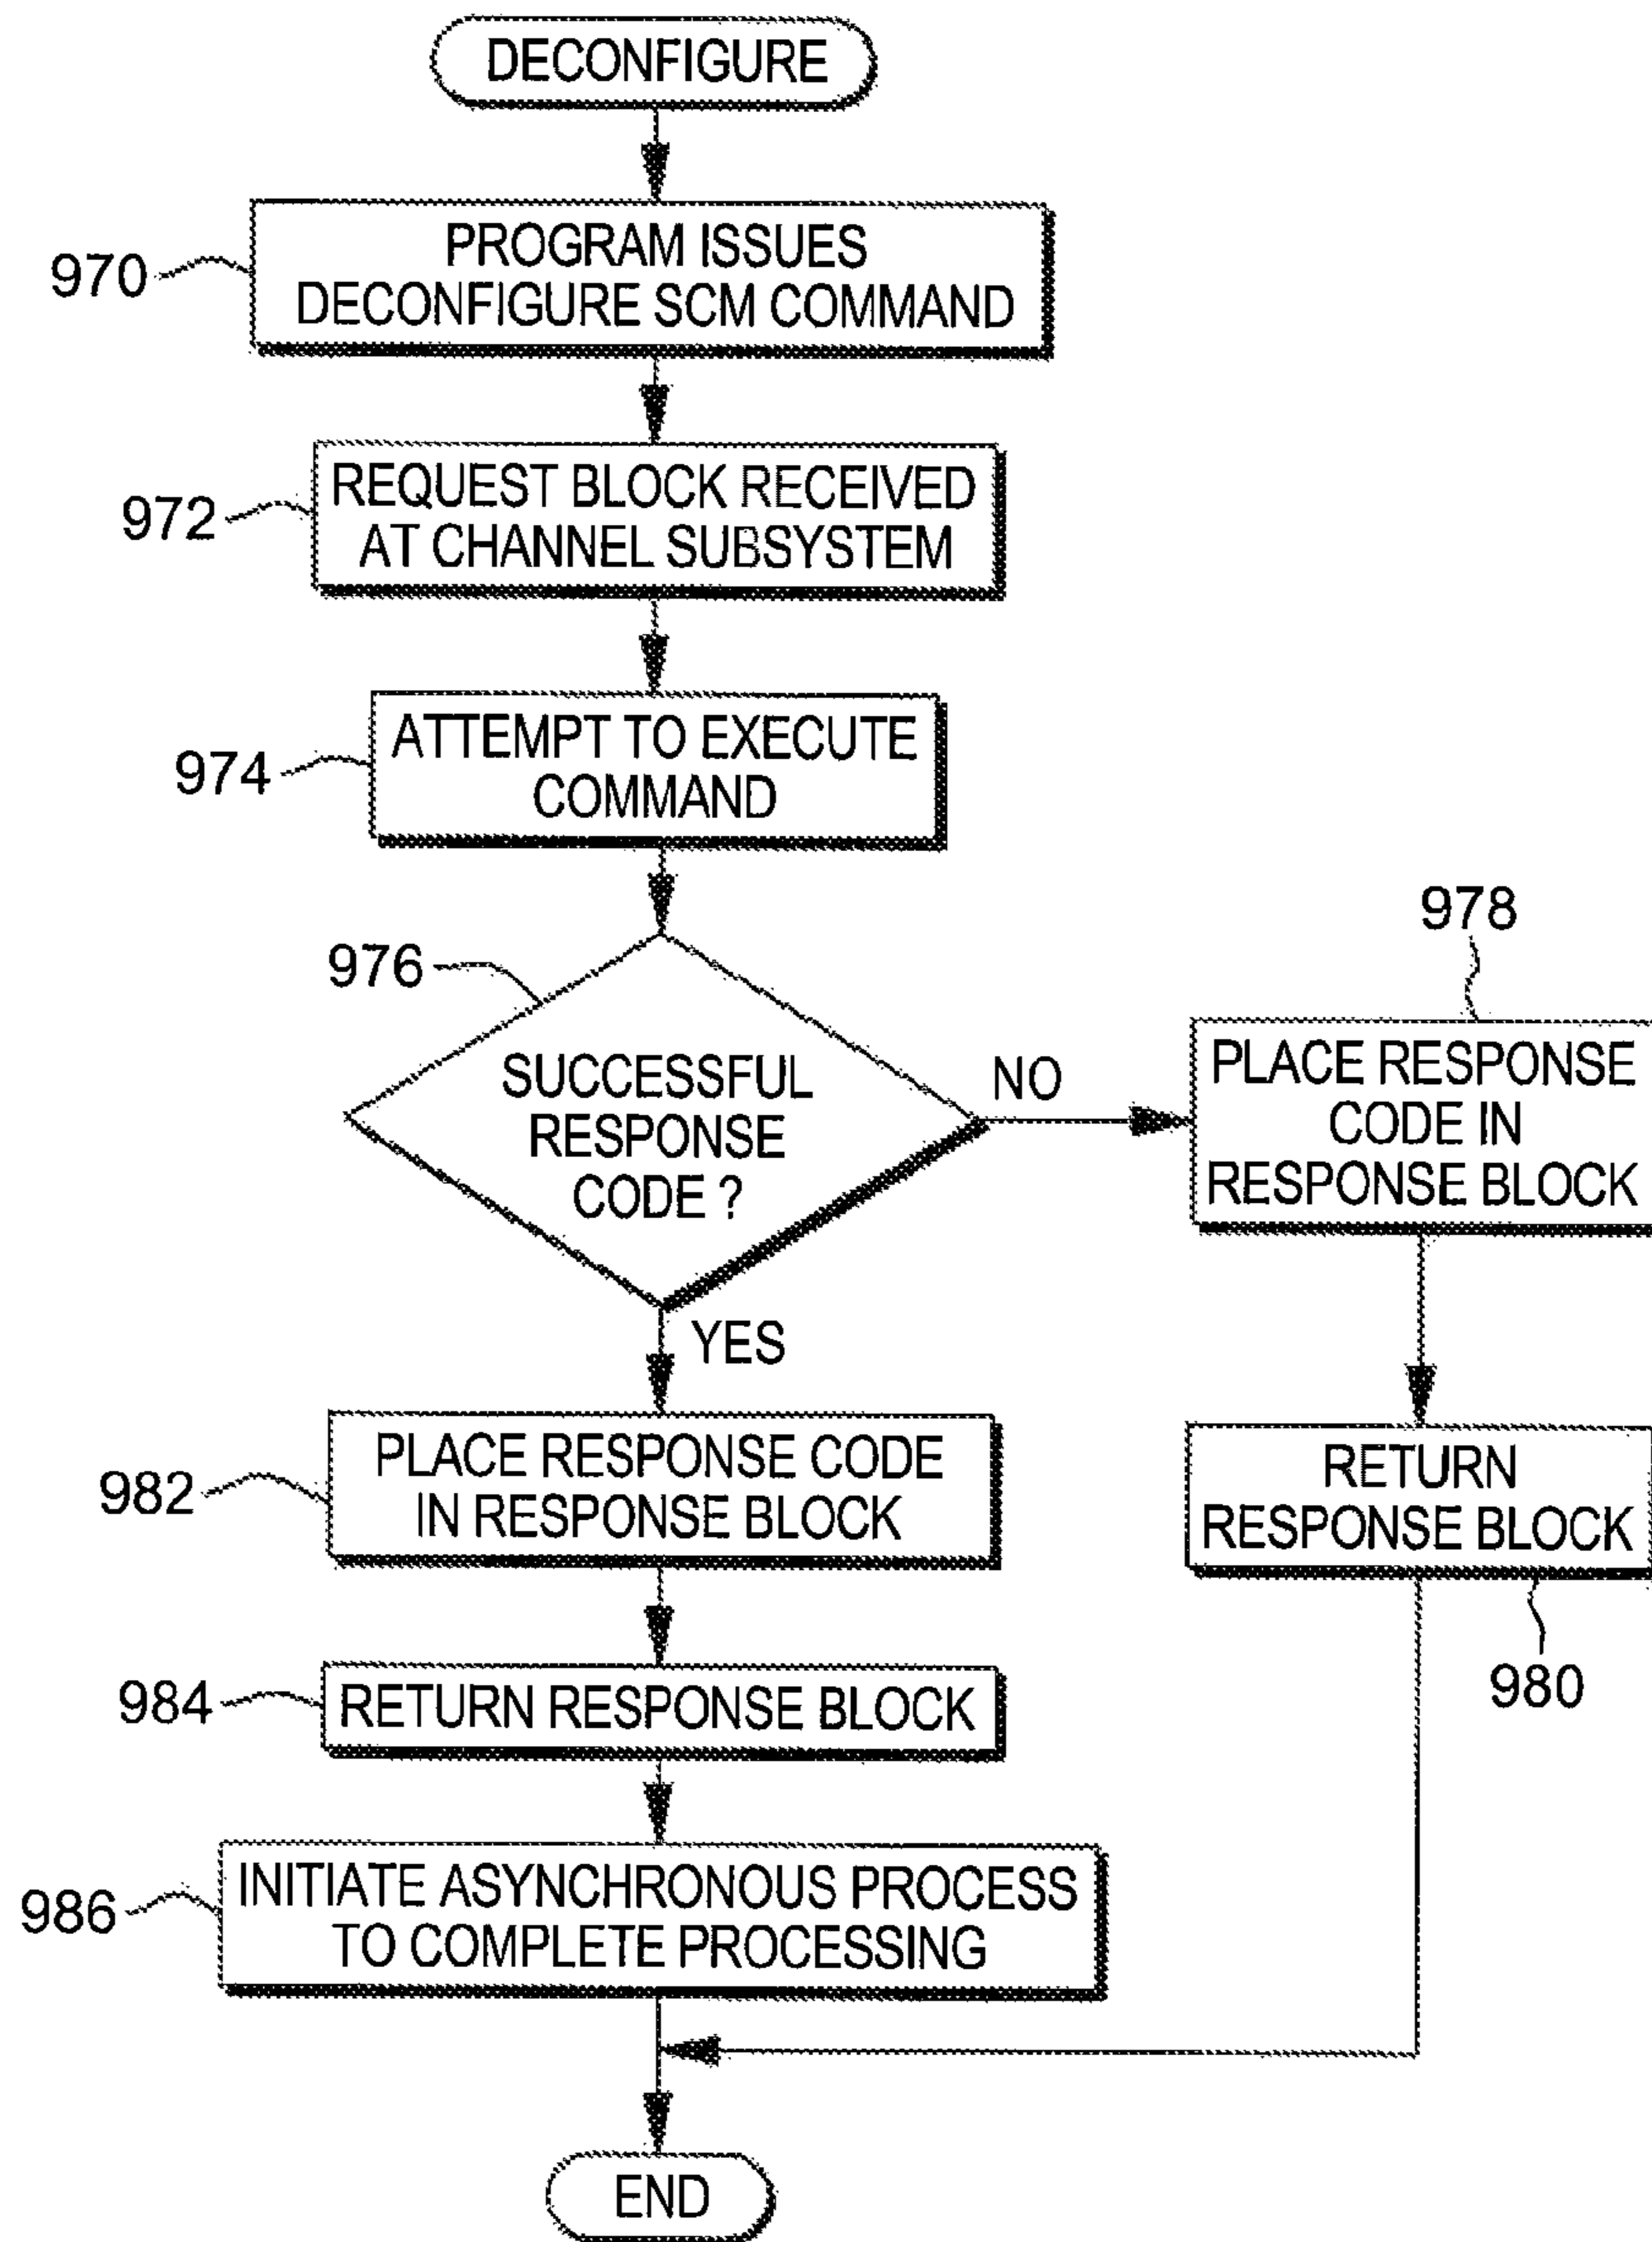 DECONFIGURE
970
PROGRAM ISSUES
DECONFIGURE SCM COMMAND
972
REQUEST BLOCK RECEIVED
AT CHANNEL SUBSYSTEM
974
ATTEMPT TO EXECUTE
COMMAND
976
SUCCESSFUL
RESPONSE
CODE ?
NO
978
PLACE RESPONSE
CODE IN
RESPONSE BLOCK
YES
982
PLACE RESPONSE CODE
IN RESPONSE BLOCK
RETURN
RESPONSE BLOCK
980
984
RETURN RESPONSE BLOCK
986
INITIATE ASYNCHRONOUS PROCESS
TO COMPLETE PROCESSING
END